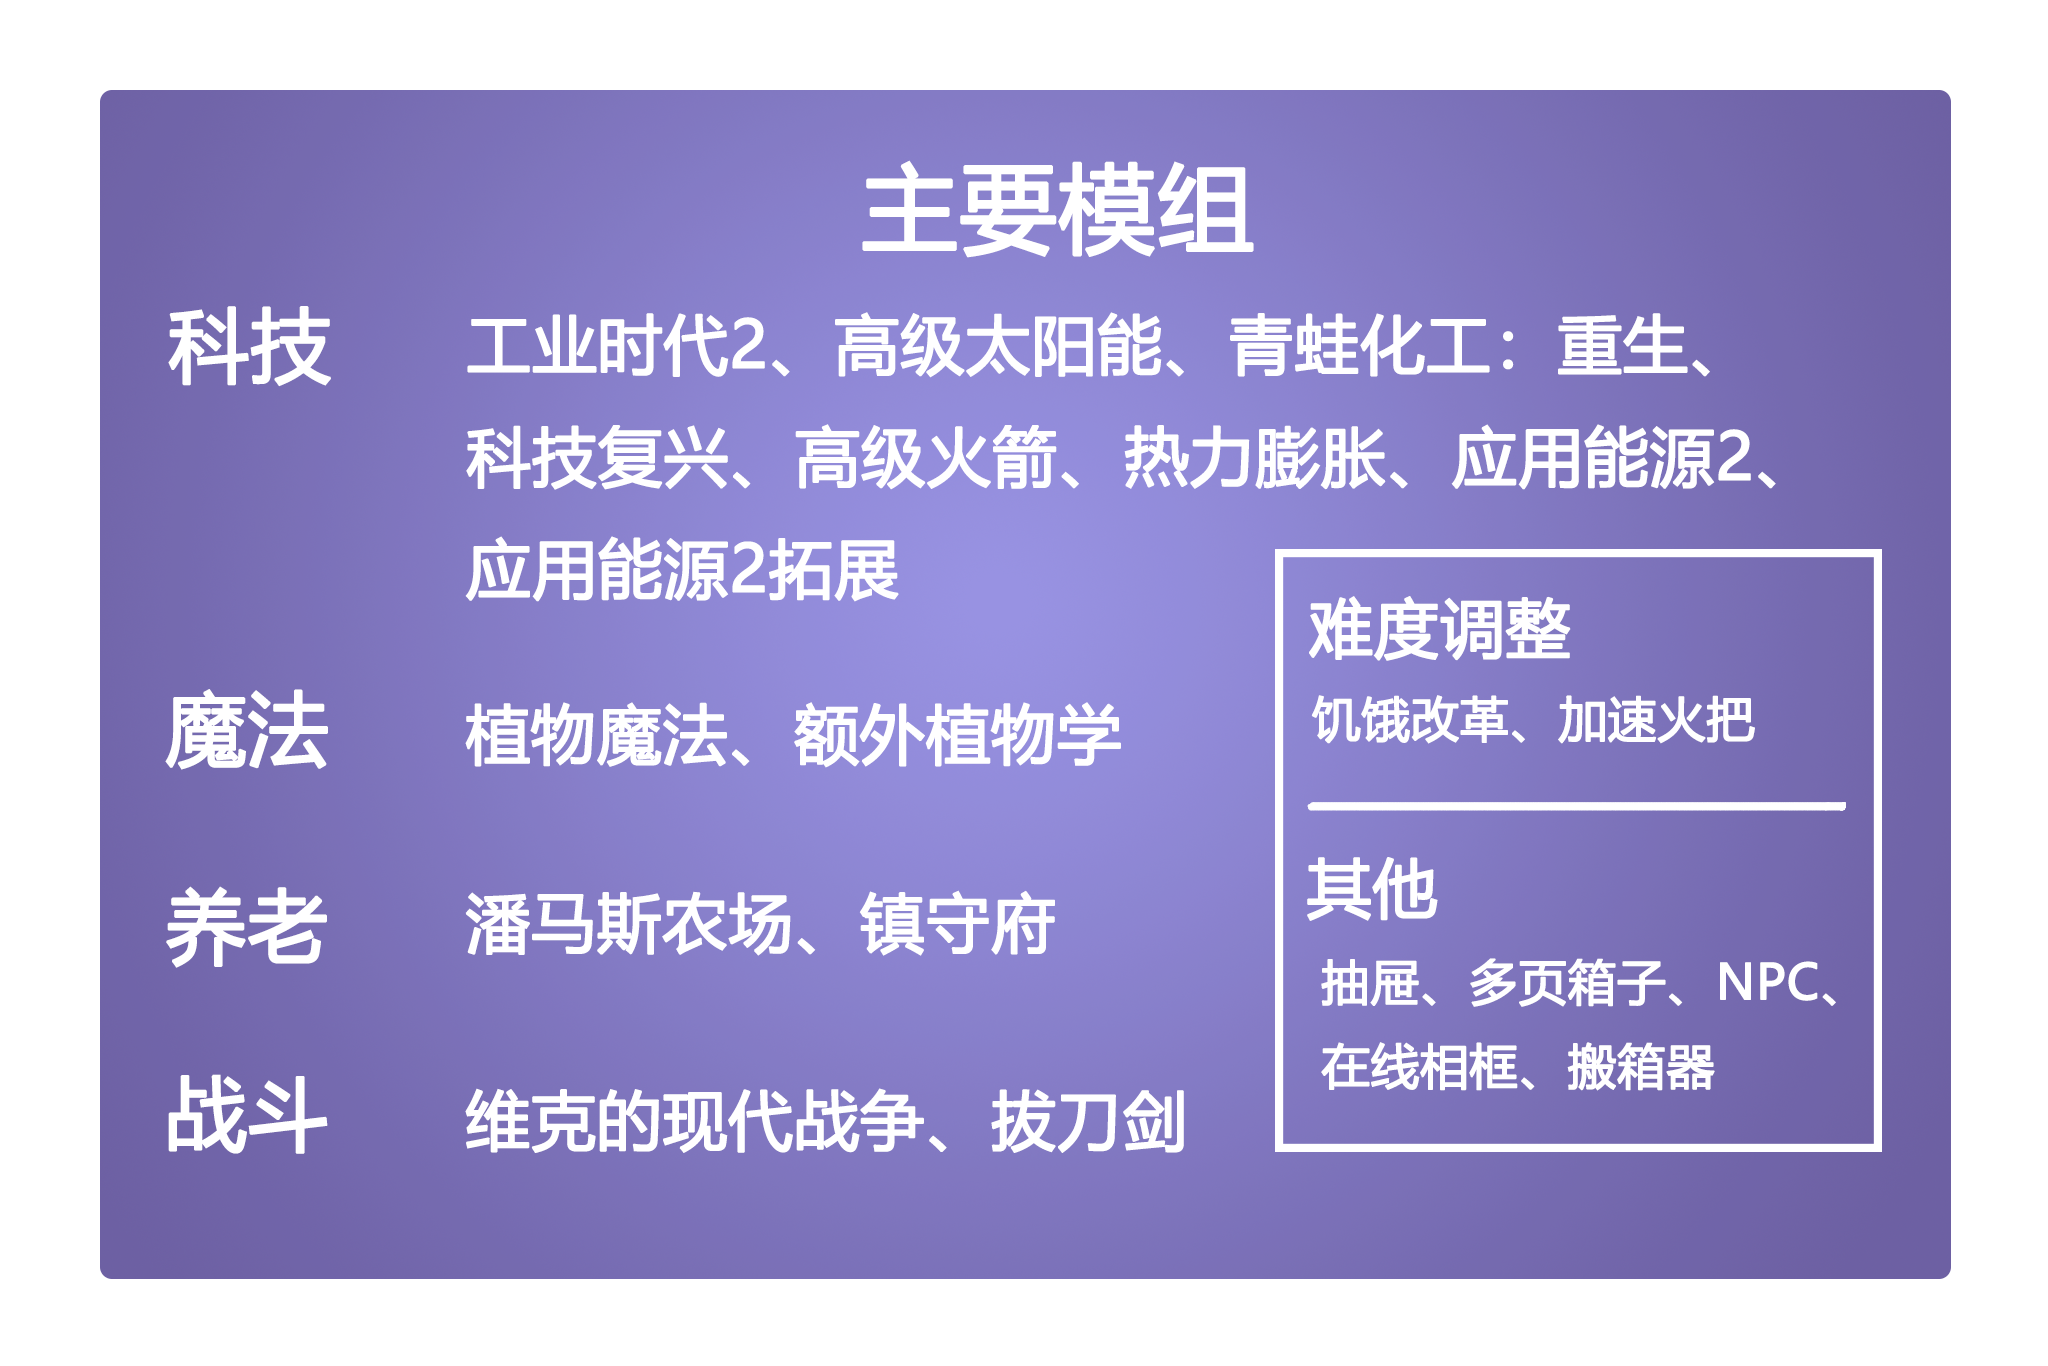 主要模组
科技
工业时代2、高级太阳能、青蛙化工：重生、
科技复兴、高级火箭、热力膨胀、应用能源2、
应用能源2拓展
魔法
植物魔法、额外植物学
养老
潘马斯农场、镇守府
战斗
维克的现代战争、拔刀剑
难度调整
饥饿改革、加速火把
其他
抽屉、多页箱子、NPC、
在线相框、搬箱器